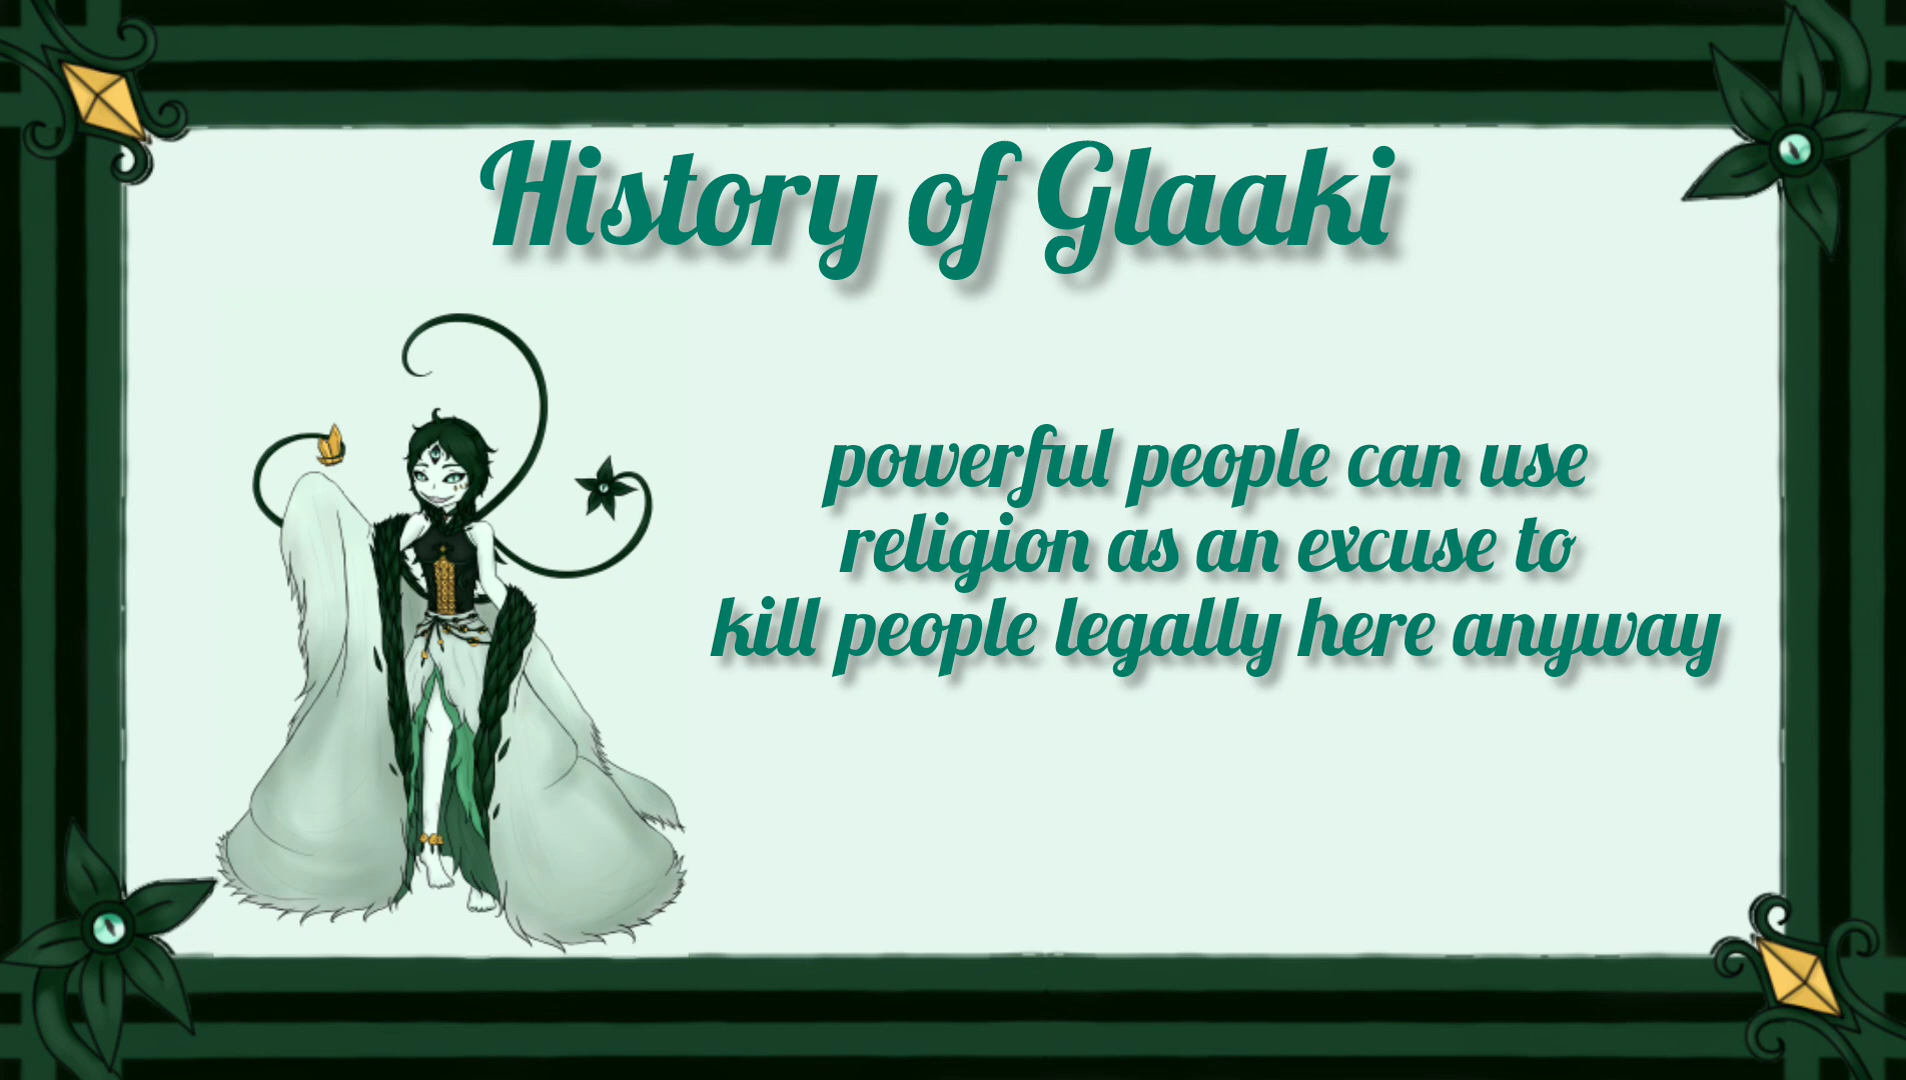 History of Glaaki
powerful people can use
religion as an excuse to
kill people legally here anyway